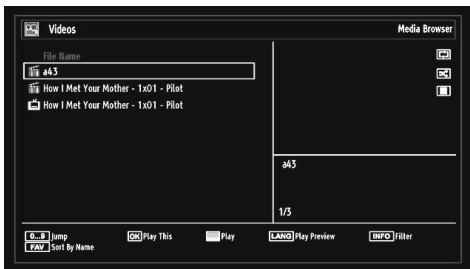 Videos
Media Browser
File Name
a43
How I Met Your Mother - 1x01 - Pilot
How I Met Your Mother - 1x01 - Pilot
a43
1/3
0...9 Jump
OK Play This
Play
LANG Play Preview
INFO Filter
FAV Sort By Name